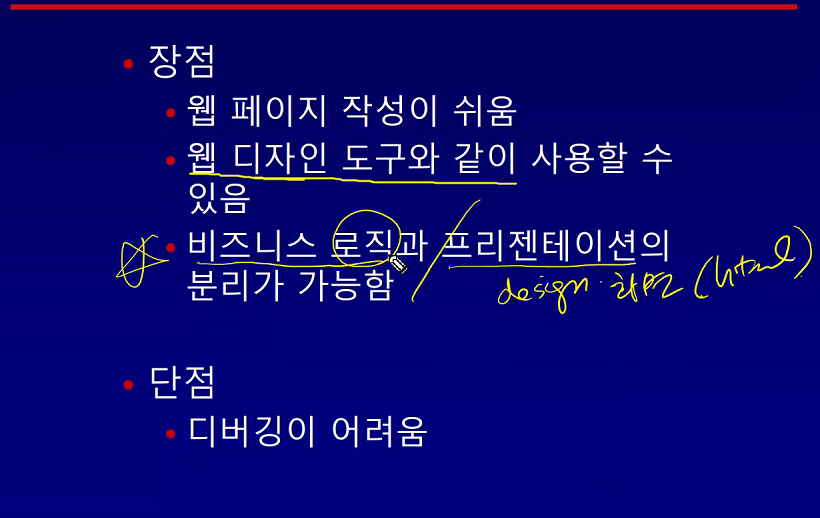 • 장점
• 웹 페이지 작성이 쉬움
• 웹 디자인 도구와 같이 사용할 수
있음
• 비즈니스 로직과 프리젠테이션의
분리가 가능함
design · 화면 (html)
• 단점
• 디버깅이 어려움